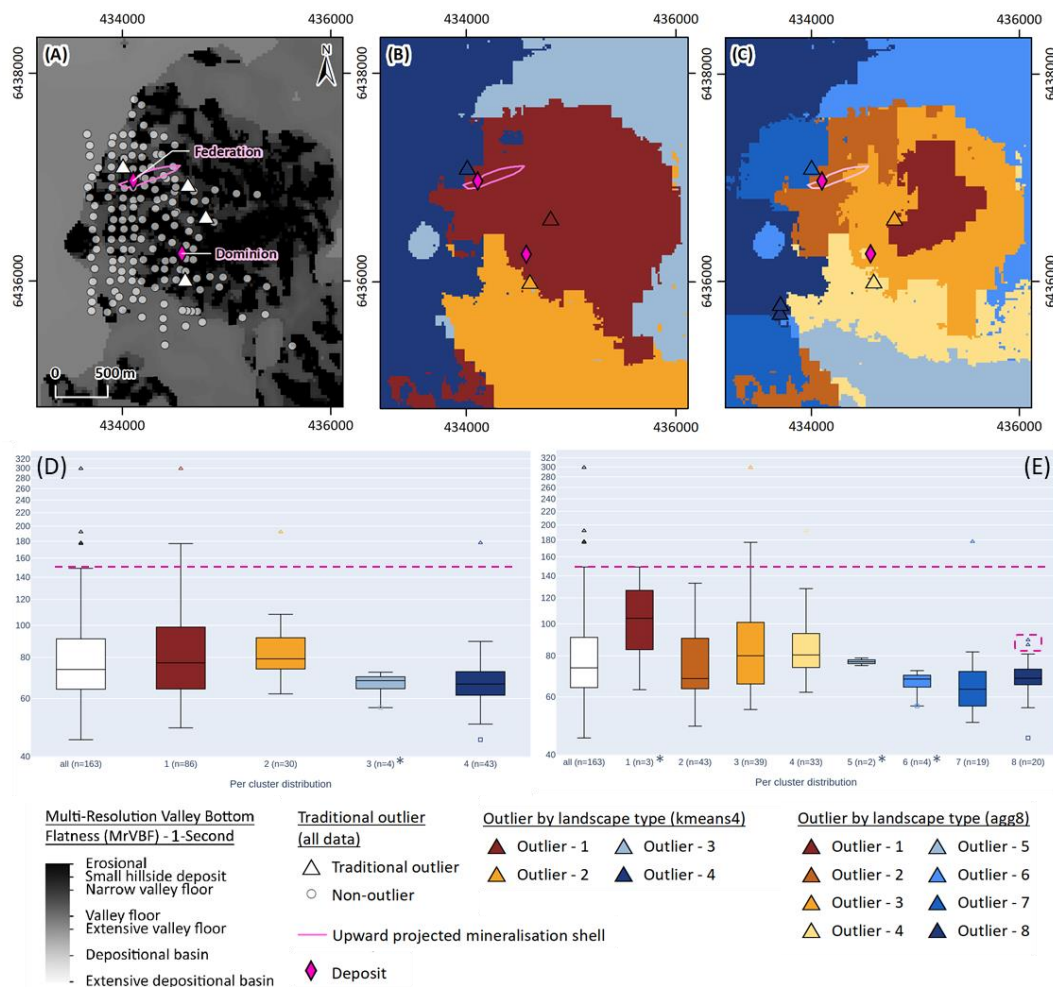 434000 436000 434000 436000 434000 436000
(A) N (B) (C)
6438000 6438000 6438000 6438000
Federation
Dominion
6436000 6436000 6436000 6436000
0 500 m
434000 436000 434000 436000 434000 436000
(D)
320
300
280
260
240
220
200
180
160
140
120
100
80
60
40
all (n=163) 1 (n=86) 2 (n=30) 3 (n=4) * 4 (n=43)
Per cluster distribution
(E)
320
300
280
260
240
220
200
180
160
140
120
100
80
60
40
all (n=163) 1 (n=3) * 2 (n=43) 3 (n=39) 4 (n=33) 5 (n=2) * 6 (n=4) * 7 (n=19) 8 (n=20)
Per cluster distribution
Multi-Resolution Valley Bottom
Flatness (MrVBF) - 1-Second
Erosional
Small hillside deposit
Narrow valley floor
Valley floor
Extensive valley floor
Depositional basin
Extensive depositional basin
Traditional outlier
(all data)
Traditional outlier
Non-outlier
Upward projected mineralisation shell
Deposit
Outlier by landscape type (kmeans4)
Outlier - 1 Outlier - 3
Outlier - 2 Outlier - 4
Outlier by landscape type (agg8)
Outlier - 1 Outlier - 5
Outlier - 2 Outlier - 6
Outlier - 3 Outlier - 7
Outlier - 4 Outlier - 8